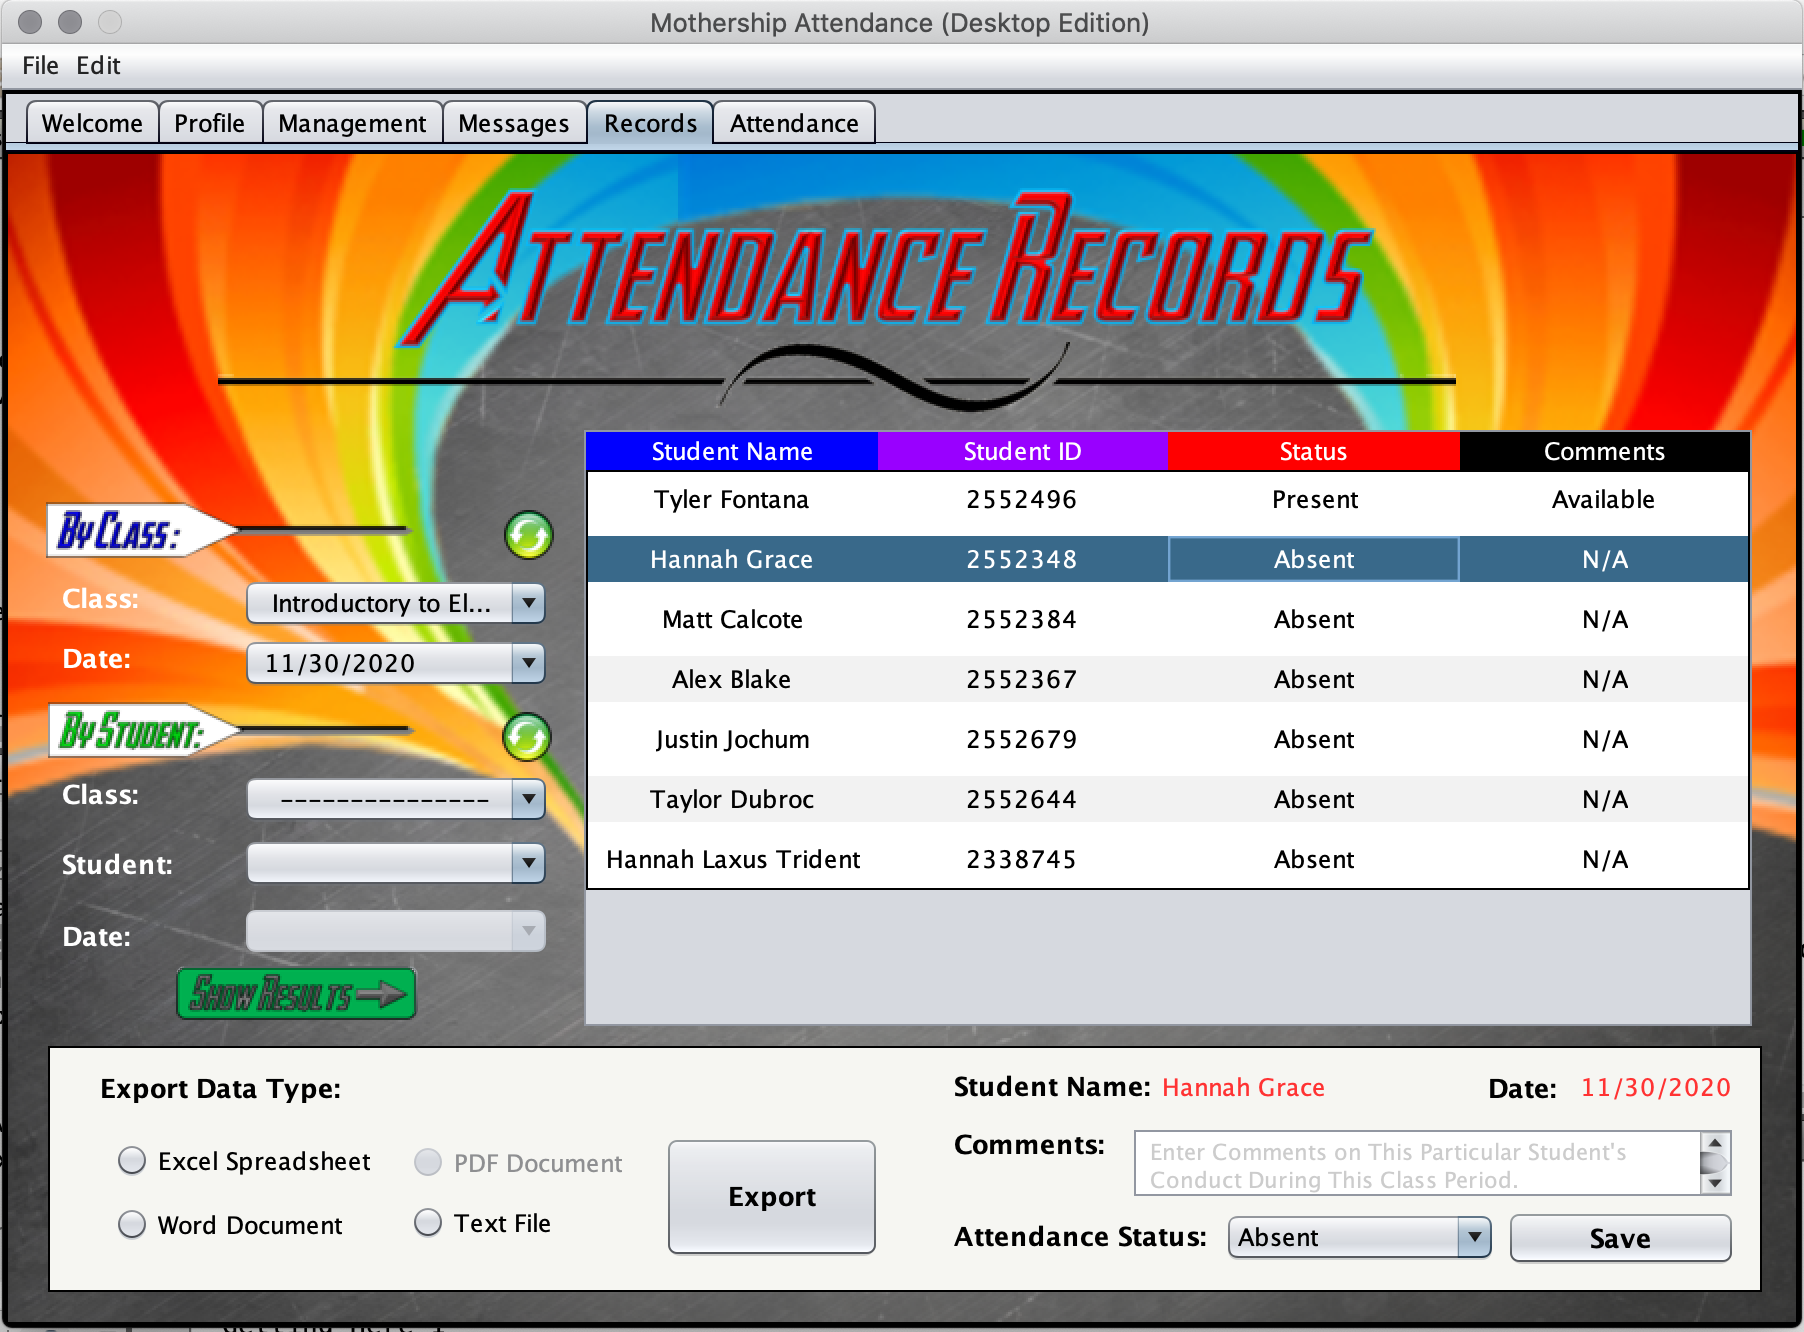 Mothership Attendance (Desktop Edition)
File Edit
Welcome Profile Management Messages Records Attendance
ATTENDANCE RECORDS
Student Name Student ID Status Comments
Tyler Fontana 2552496 Present Available
Hannah Grace 2552348 Absent N/A
Matt Calcote 2552384 Absent N/A
Alex Blake 2552367 Absent N/A
Justin Jochum 2552679 Absent N/A
Taylor Dubroc 2552644 Absent N/A
Hannah Laxus Trident 2338745 Absent N/A
BY CLASS:
Class: Introductory to El...
Date: 11/30/2020
BY STUDENT:
Class: ---------------
Student:
Date:
SHOW RESULTS
Export Data Type:
Excel Spreadsheet PDF Document
Word Document Text File
Export
Student Name: Hannah Grace Date: 11/30/2020
Comments: Enter Comments on This Particular Student's
Conduct During This Class Period.
Attendance Status: Absent Save